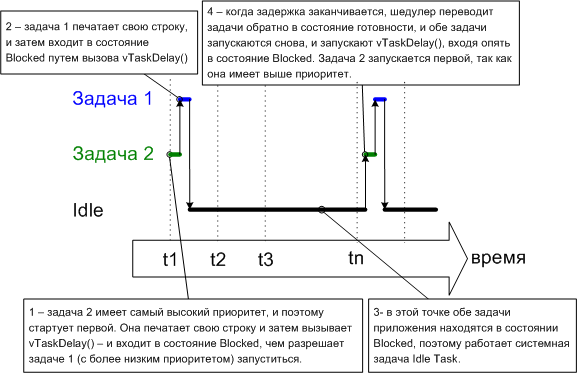 2 – задача 1 печатает свою строку,
и затем входит в состояние
Blocked путем вызова vTaskDelay()
4 – когда задержка заканчивается, шедулер переводит
задачи обратно в состояние готовности, и обе задачи
запускаются снова, и запускают vTaskDelay(), входя опять
в состояние Blocked. Задача 2 запускается первой, так как
она имеет выше приоритет.
Задача 1
Задача 2
Idle
t1 t2 t3 tn время
1 – задача 2 имеет самый высокий приоритет, и поэтому
стартует первой. Она печатает свою строку и затем вызывает
vTaskDelay() – и входит в состояние Blocked, чем разрешает
задаче 1 (с более низким приоритетом) запуститься.
3- в этой точке обе задачи
приложения находятся в состоянии
Blocked, поэтому работает системная
задача Idle Task.